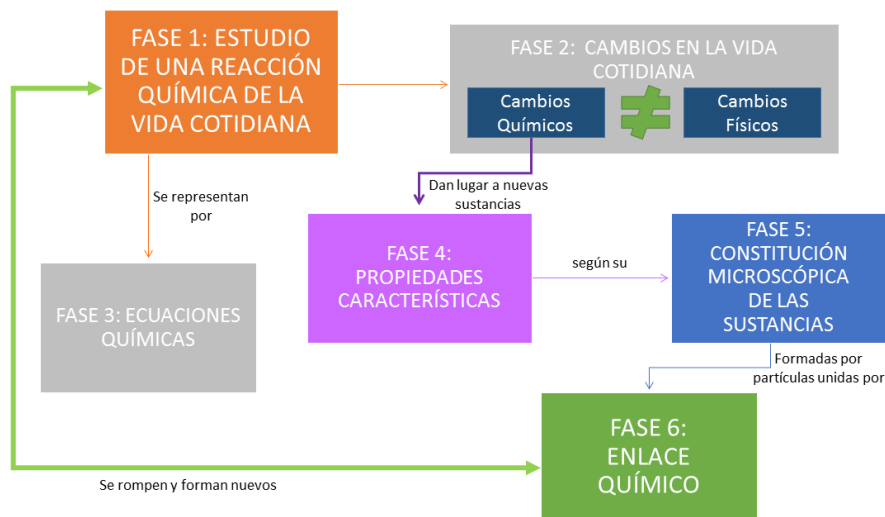 FASE 1: ESTUDIO
DE UNA REACCIÓN
QUÍMICA DE LA
VIDA COTIDIANA
FASE 2: CAMBIOS EN LA VIDA
COTIDIANA
Cambios
Químicos
Cambios
Físicos
Se representan
por
Dan lugar a nuevas
sustancias
FASE 3: ECUACIONES
QUÍMICAS
FASE 4:
PROPIEDADES
CARACTERÍSTICAS
según su
FASE 5:
CONSTITUCIÓN
MICROSCÓPICA
DE LAS
SUSTANCIAS
Formadas por
partículas unidas por
FASE 6:
ENLACE
QUÍMICO
Se rompen y forman nuevos